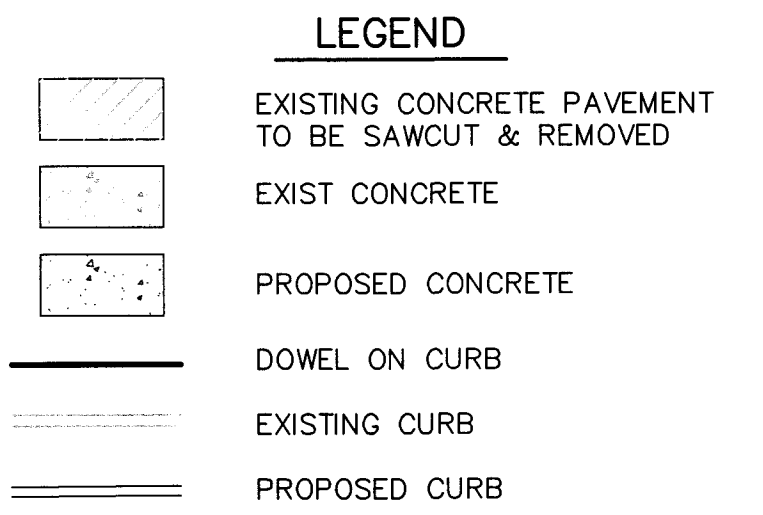 LEGEND
EXISTING CONCRETE PAVEMENT
TO BE SAWCUT & REMOVED
EXIST CONCRETE
PROPOSED CONCRETE
DOWEL ON CURB
EXISTING CURB
PROPOSED CURB